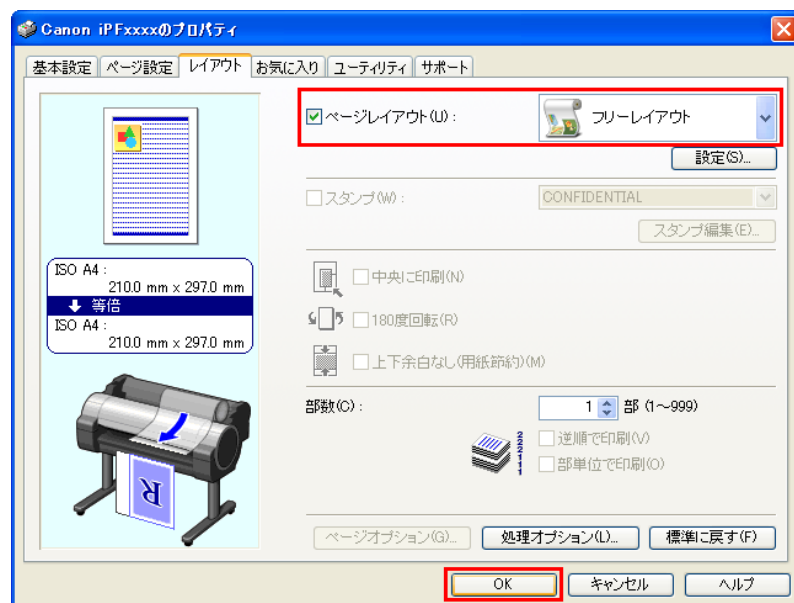 Canon iPFxxxxのプロパティ
基本設定 ページ設定 レイアウト お気に入り ユーティリティ サポート
ページレイアウト(U) : フリーレイアウト
設定(S)...
スタンプ(W) : CONFIDENTIAL
スタンプ編集(E)...
ISO A4 :
210.0 mm x 297.0 mm
等倍
ISO A4 :
210.0 mm x 297.0 mm
中央に印刷(N)
180度回転(R)
上下余白なし(用紙節約)(M)
部数(C) : 1 部 (1～999)
逆順で印刷(V)
部単位で印刷(O)
2 2 2 1 1 1
R
ページオプション(G)... 処理オプション(L)... 標準に戻す(F)
OK キャンセル ヘルプ